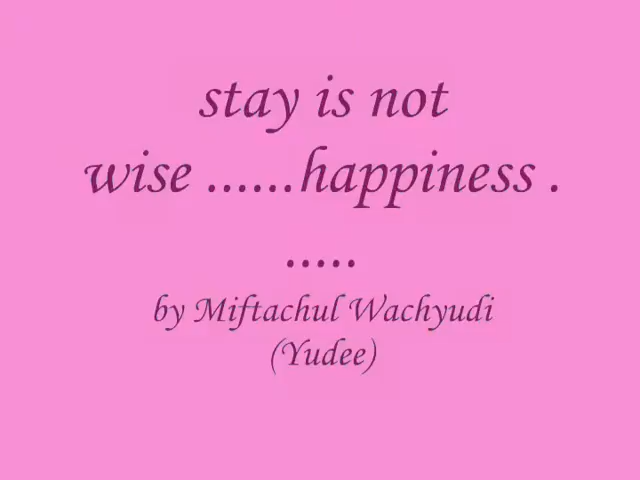 stay is not
wise ......happiness .
.....
by Miftachul Wachyudi
(Yudee)